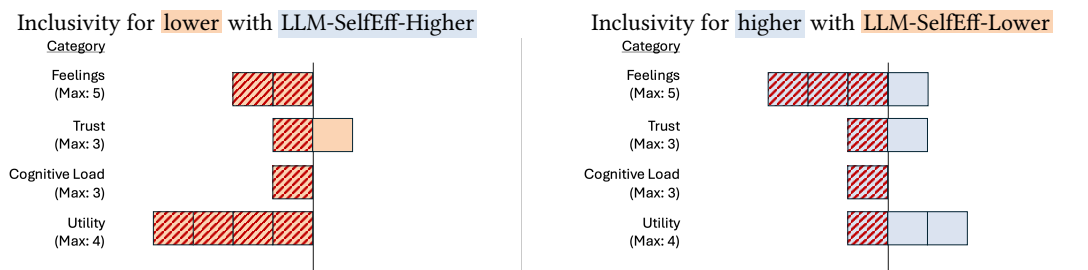 Inclusivity for lower with LLM-SelfEff-Higher
Category
Feelings
(Max: 5)
Trust
(Max: 3)
Cognitive Load
(Max: 3)
Utility
(Max: 4)
Inclusivity for higher with LLM-SelfEff-Lower
Category
Feelings
(Max: 5)
Trust
(Max: 3)
Cognitive Load
(Max: 3)
Utility
(Max: 4)